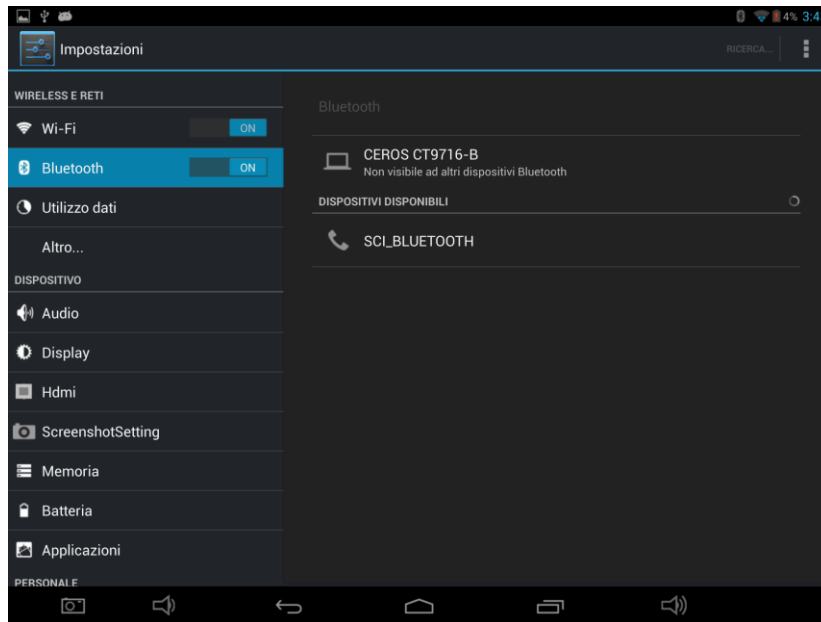 4% 3:4
Impostazioni
RICERCA...
WIRELESS E RETI
Wi-Fi ON
Bluetooth ON
Utilizzo dati
Altro...
DISPOSITIVO
Audio
Display
Hdmi
ScreenshotSetting
Memoria
Batteria
Applicazioni
PERSONALE
Bluetooth
CEROS CT9716-B
Non visibile ad altri dispositivi Bluetooth
DISPOSITIVI DISPONIBILI
SCI_BLUETOOTH